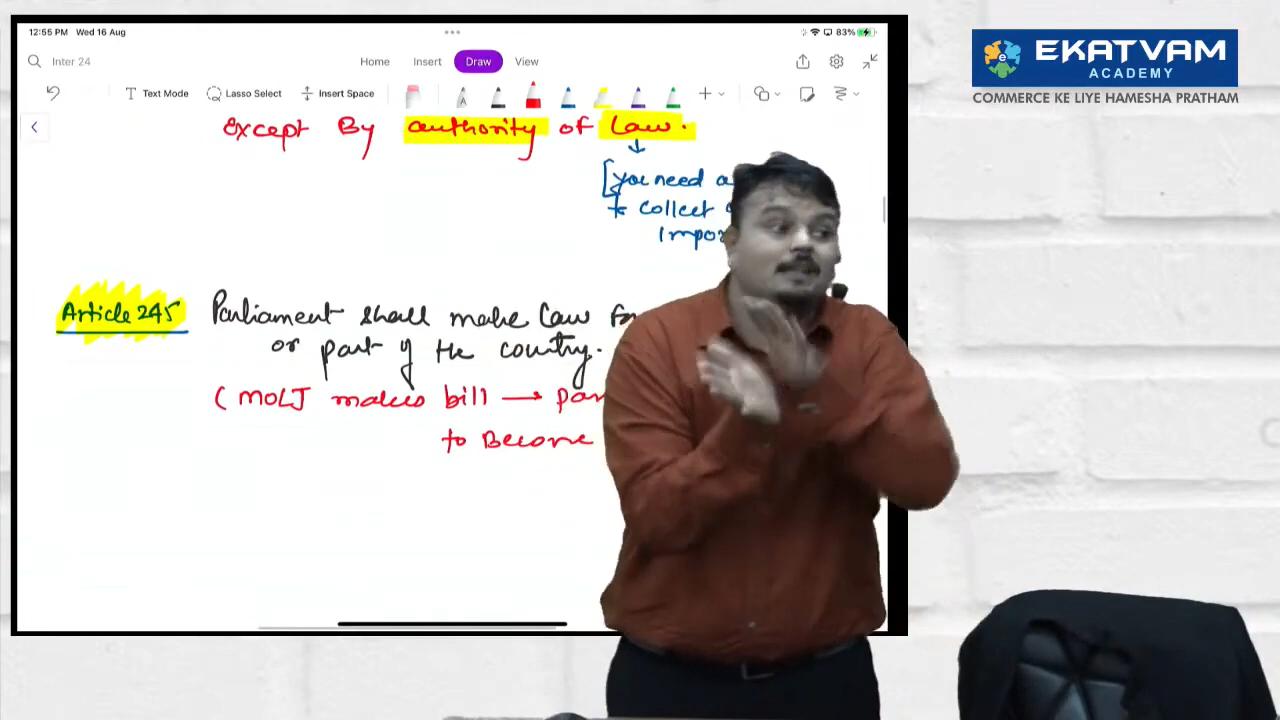 12:55 PM Wed 16 Aug
83%
Inter 24
Home Insert Draw View
Text Mode Lasso Select Insert Space
Except By authority of law.
[you need a
to collect
Impo
Article 245 Parliament shall make law for
or part of the country.
(MOLJ makes bill → par
to Become
EKATVAM
ACADEMY
COMMERCE KE LIYE HAMESHA PRATHAM